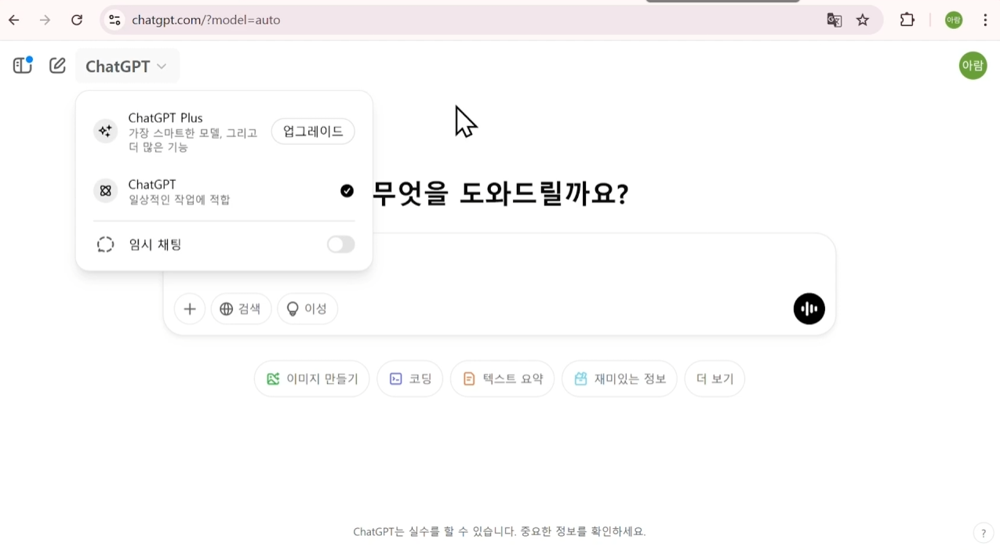 chatgpt.com/?model=auto
아람
ChatGPT
아람
ChatGPT Plus
가장 스마트한 모델, 그리고
더 많은 기능
업그레이드
ChatGPT
일상적인 작업에 적합
무엇을 도와드릴까요?
임시 채팅
검색
이성
이미지 만들기
코딩
텍스트 요약
재미있는 정보
더 보기
ChatGPT는 실수를 할 수 있습니다. 중요한 정보를 확인하세요.
?